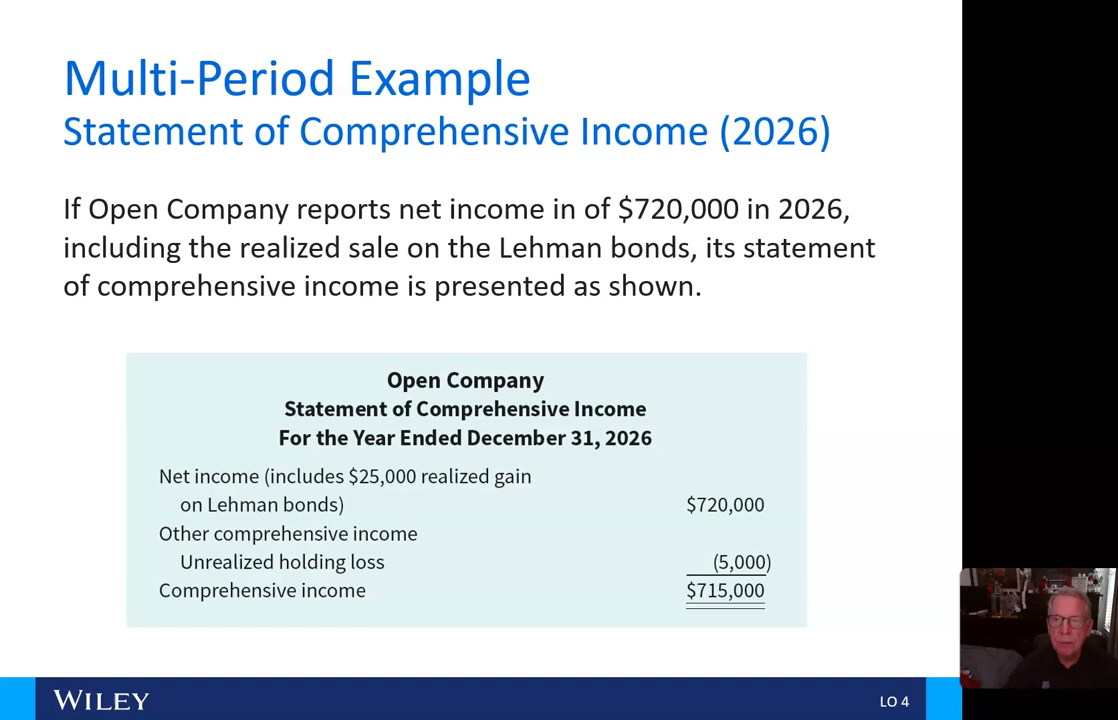 Multi-Period Example
Statement of Comprehensive Income (2026)
If Open Company reports net income in of $720,000 in 2026,
including the realized sale on the Lehman bonds, its statement
of comprehensive income is presented as shown.
Open Company
Statement of Comprehensive Income
For the Year Ended December 31, 2026
Net income (includes $25,000 realized gain
on Lehman bonds) $720,000
Other comprehensive income
Unrealized holding loss (5,000)
Comprehensive income $715,000
WILEY
LO 4